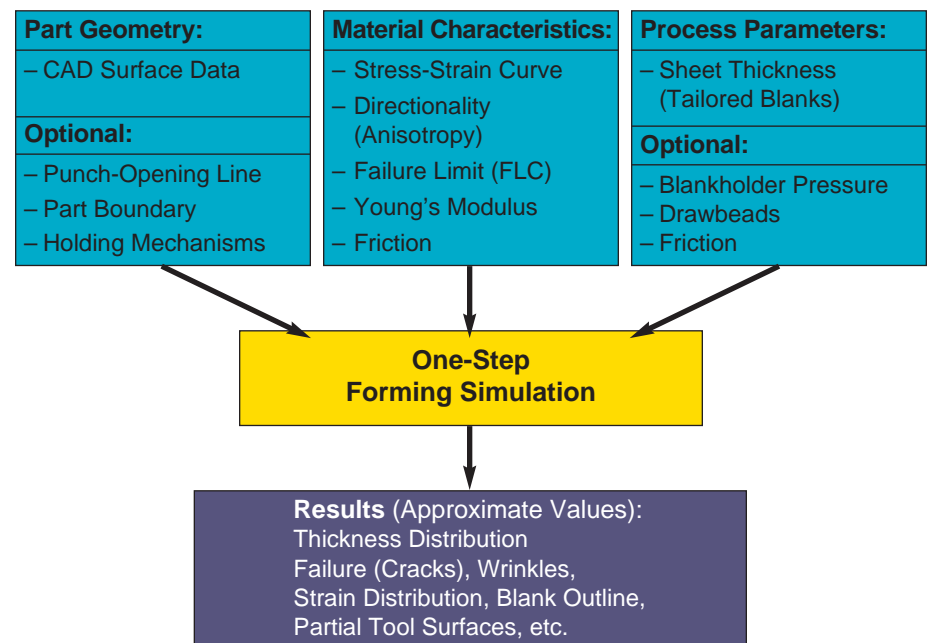 Part Geometry:
– CAD Surface Data
Optional:
– Punch-Opening Line
– Part Boundary
– Holding Mechanisms
Material Characteristics:
– Stress-Strain Curve
– Directionality
(Anisotropy)
– Failure Limit (FLC)
– Young's Modulus
– Friction
Process Parameters:
– Sheet Thickness
(Tailored Blanks)
Optional:
– Blankholder Pressure
– Drawbeads
– Friction
One-Step
Forming Simulation
Results (Approximate Values):
Thickness Distribution
Failure (Cracks), Wrinkles,
Strain Distribution, Blank Outline,
Partial Tool Surfaces, etc.